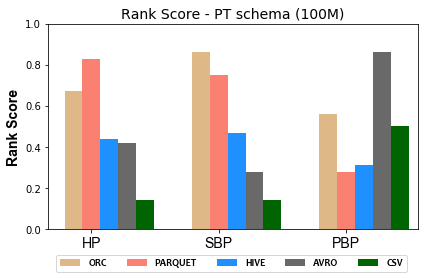 Rank Score - PT schema (100M)
Rank Score
1.0
0.8
0.6
0.4
0.2
0.0
HP SBP PBP
ORC PARQUET HIVE AVRO CSV